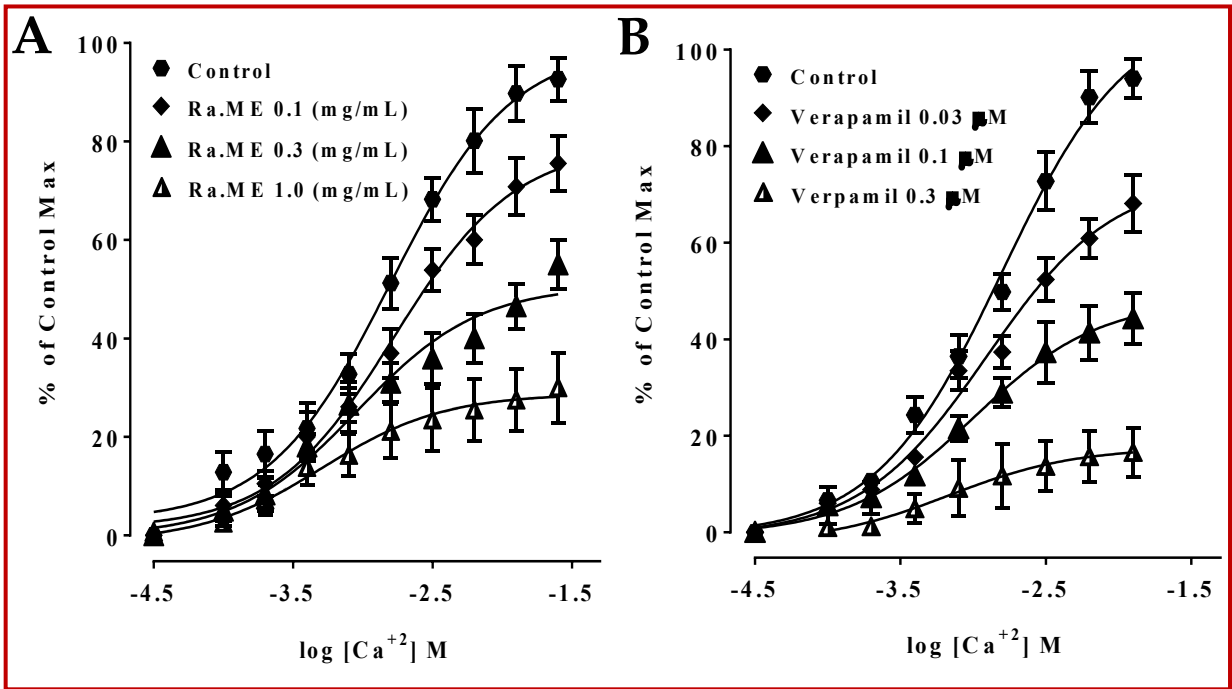 A
% of Control Max
100
80
60
40
20
0
Control
Ra.ME 0.1 (mg/mL)
Ra.ME 0.3 (mg/mL)
Ra.ME 1.0 (mg/mL)
-4.5 -3.5 -2.5 -1.5
log [Ca⁺²] M
B
% of Control Max
100
80
60
40
20
0
Control
Verapamil 0.03 M
Verapamil 0.1 M
Verpamil 0.3 M
-4.5 -3.5 -2.5 -1.5
log [Ca⁺²] M